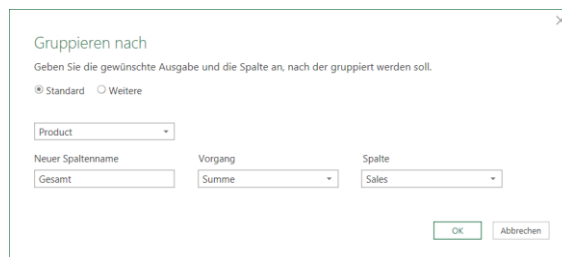 Gruppieren nach
Geben Sie die gewünschte Ausgabe und die Spalte an, nach der gruppiert werden soll.
Standard Weitere
Product
Neuer Spaltenname Vorgang Spalte
Gesamt Summe Sales
OK Abbrechen